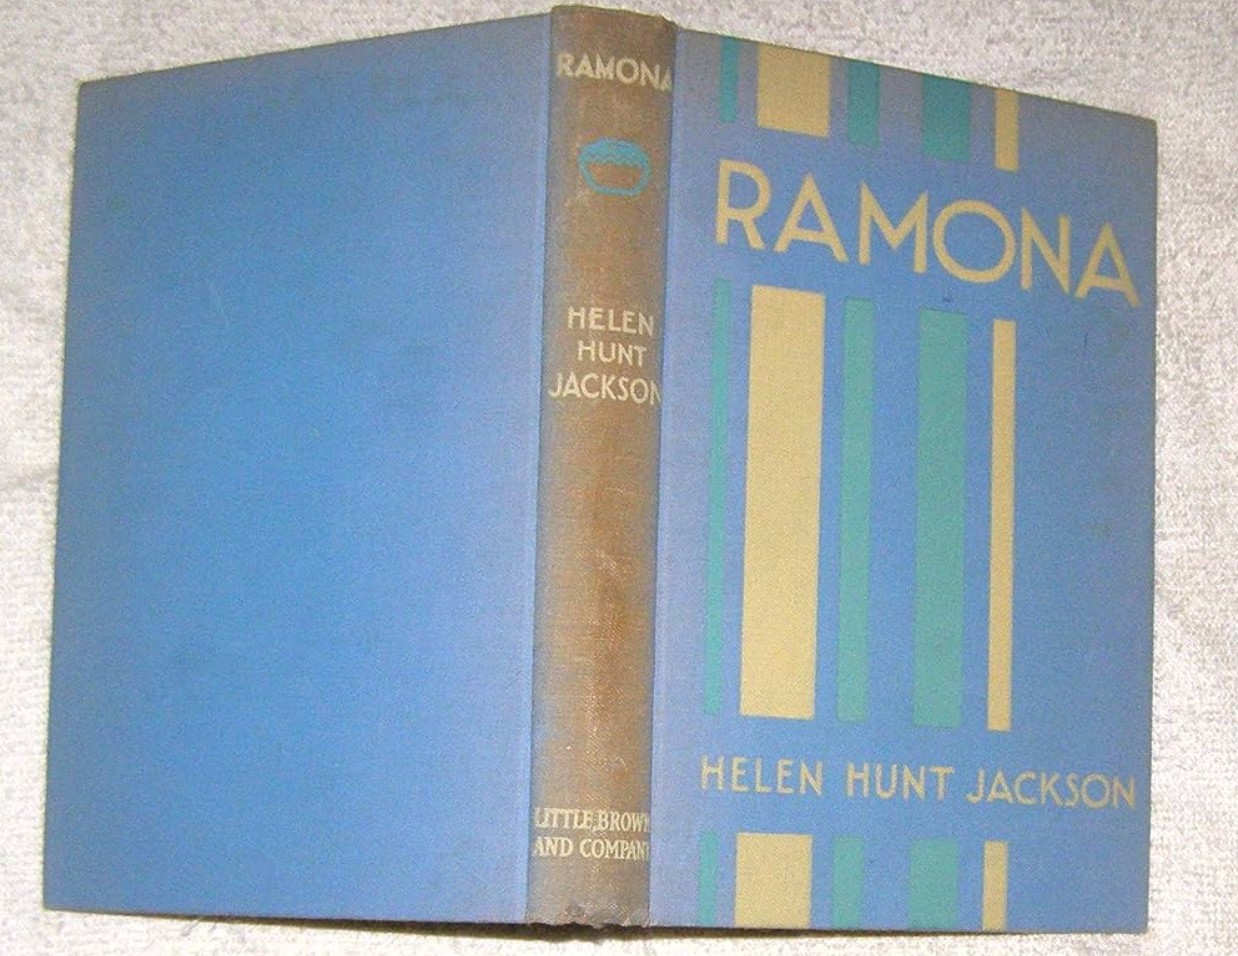 RAMONA
HELEN
HUNT
JACKSON
LITTLE, BROWN
AND COMPANY
RAMONA
HELEN HUNT JACKSON